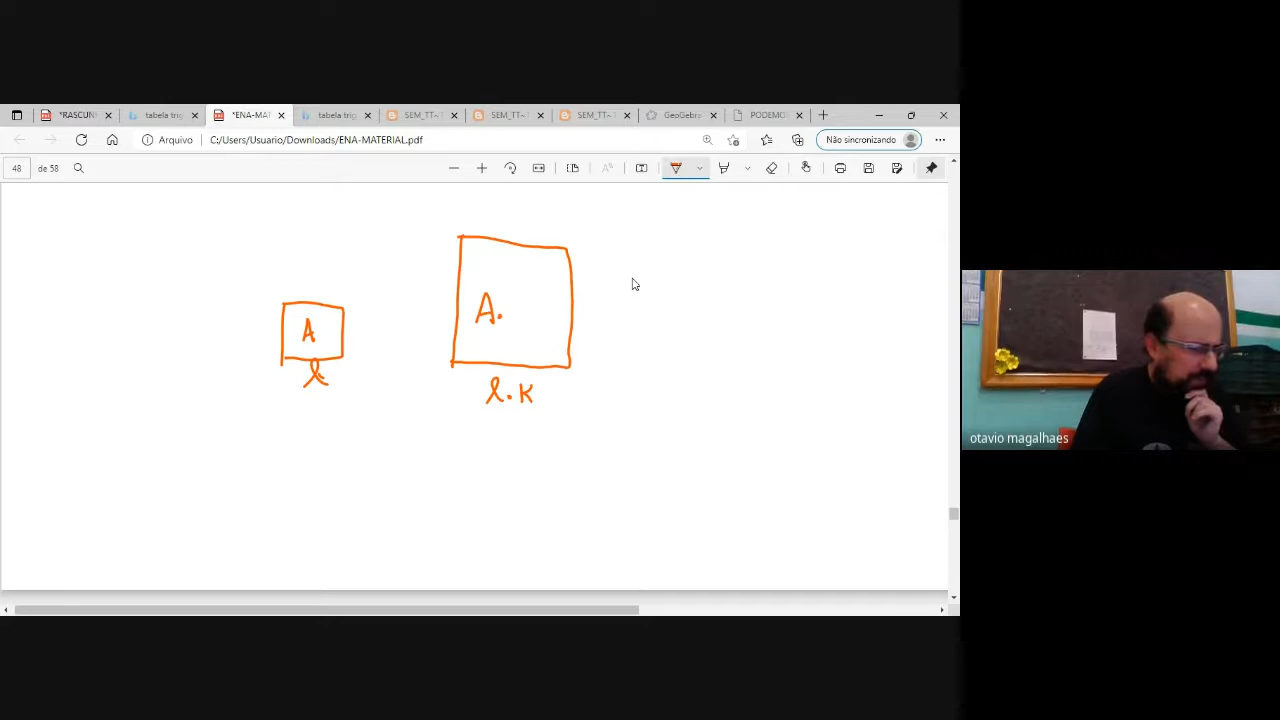 *RASCUN
tabela trig
*ENA-MAT
tabela trig
SEM_TT~
SEM_TT~
SEM_TT~
GeoGebra
PODEMO
Arquivo
C:/Users/Usuario/Downloads/ENA-MATERIAL.pdf
Não sincronizando
48 de 58
A
l
A.
l.K
otavio magalhaes